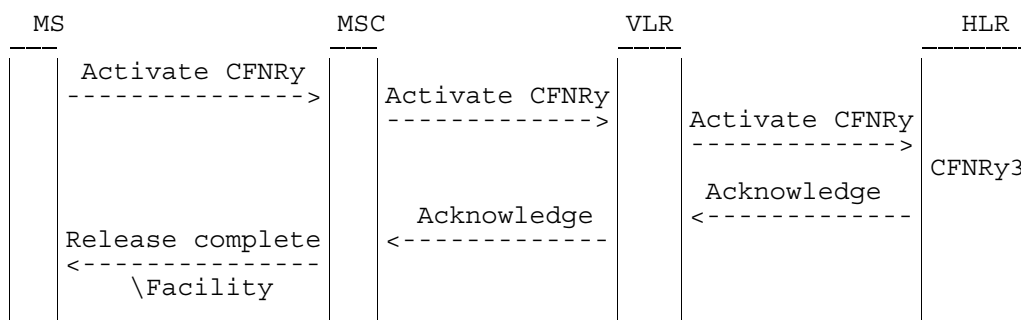 MS MSC VLR HLR
Activate CFNRy
Activate CFNRy
Activate CFNRy
CFNRy3
Acknowledge
Acknowledge
Release complete
\Facility